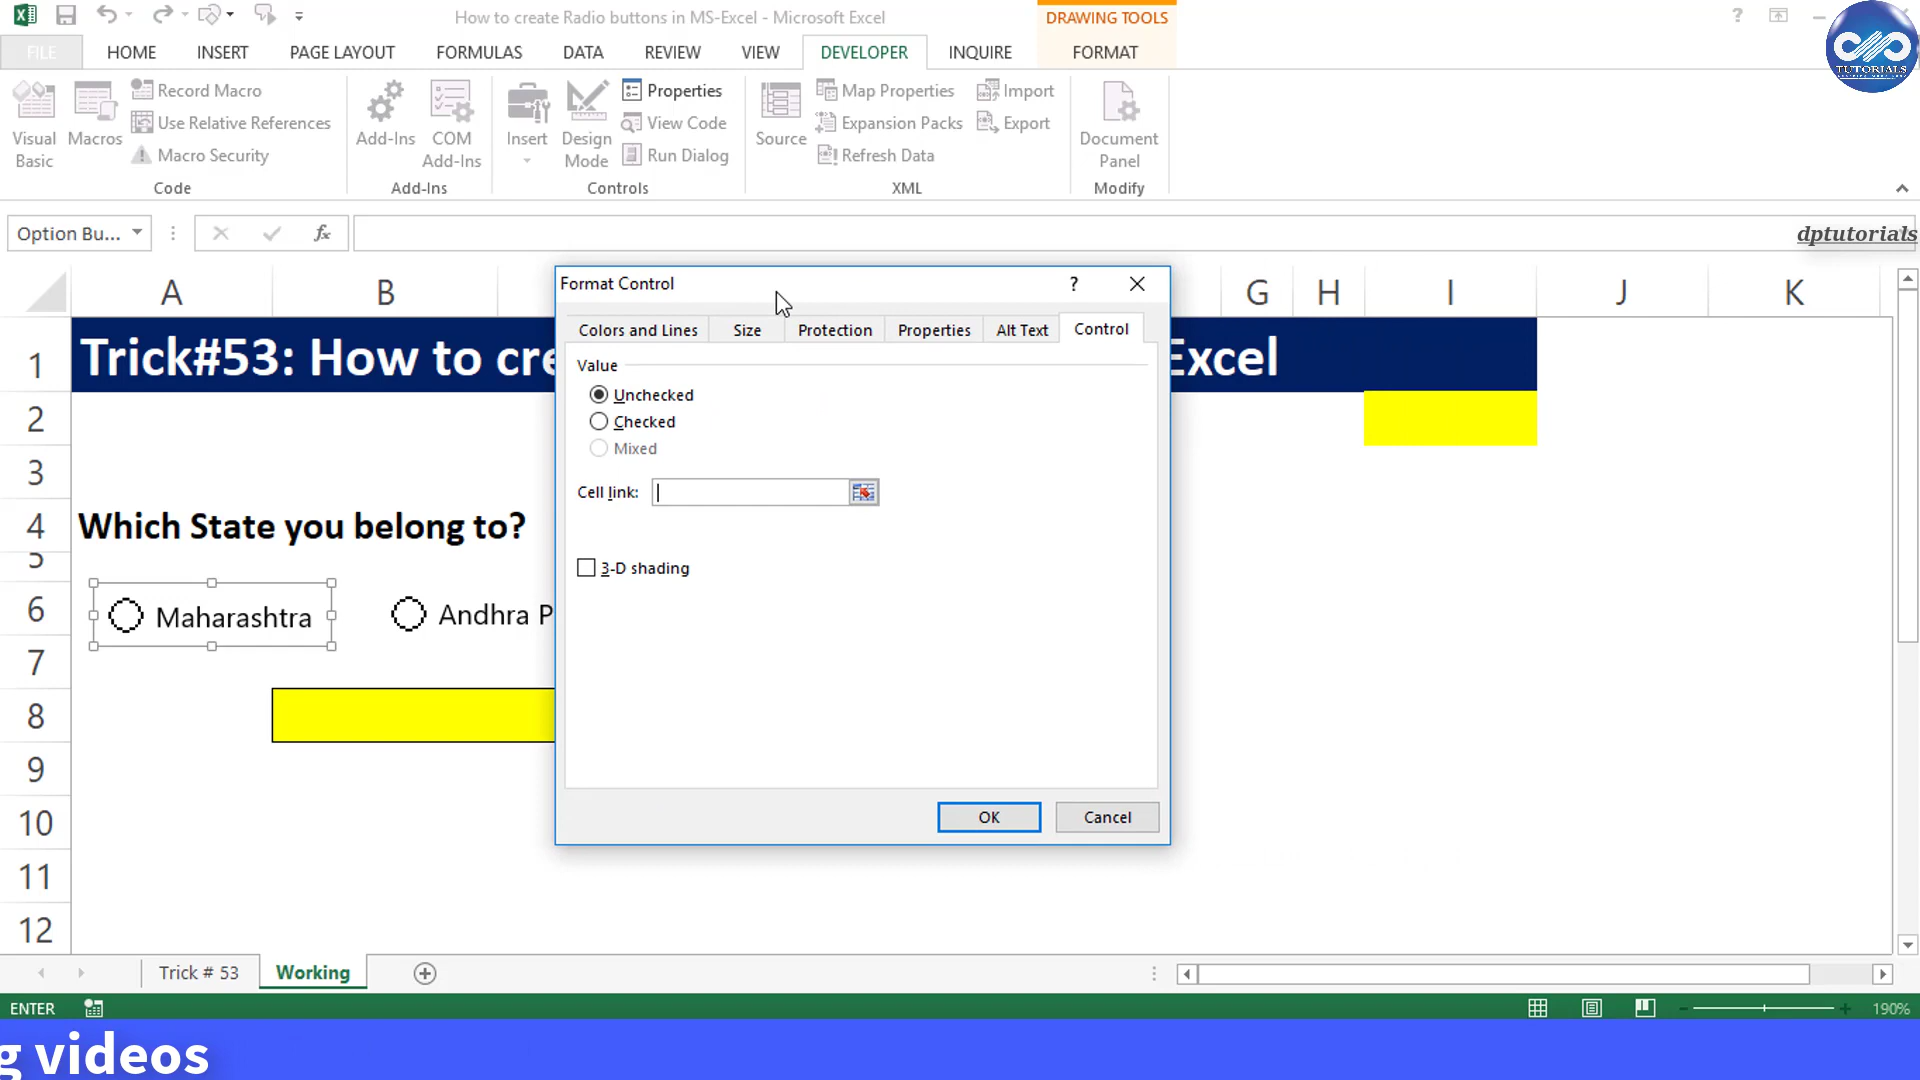 How to create Radio buttons in MS-Excel - Microsoft Excel
DRAWING TOOLS
?
FILE
HOME
INSERT
PAGE LAYOUT
FORMULAS
DATA
REVIEW
VIEW
DEVELOPER
INQUIRE
FORMAT
TUTORIALS
Visual Basic
Macros
Record Macro
Use Relative References
Macro Security
Code
Add-Ins
COM Add-Ins
Add-Ins
Insert
Design Mode
Properties
View Code
Run Dialog
Controls
Source
Map Properties
Expansion Packs
Refresh Data
Import
Export
XML
Document Panel
Modify
Option Bu...
fx
dptutorials
A B G H I J K
Format Control
?
Colors and Lines
Size
Protection
Properties
Alt Text
Control
Value
Unchecked
Checked
Mixed
Cell link:
3-D shading
OK
Cancel
1
Trick#53: How to cre
Excel
2
3
4
Which State you belong to?
5
6
Maharashtra
Andhra P
7
8
9
10
11
12
Trick # 53
Working
ENTER
190%
g videos